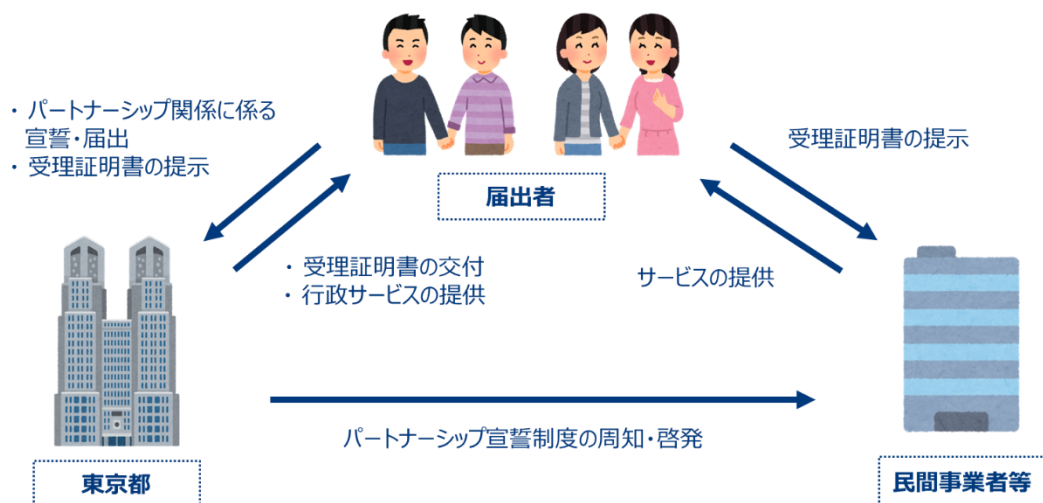 ・ パートナーシップ関係に係る
宣誓・届出
・ 受理証明書の提示
受理証明書の提示
届出者
・ 受理証明書の交付
・ 行政サービスの提供
サービスの提供
パートナーシップ宣誓制度の周知・啓発
東京都
民間事業者等